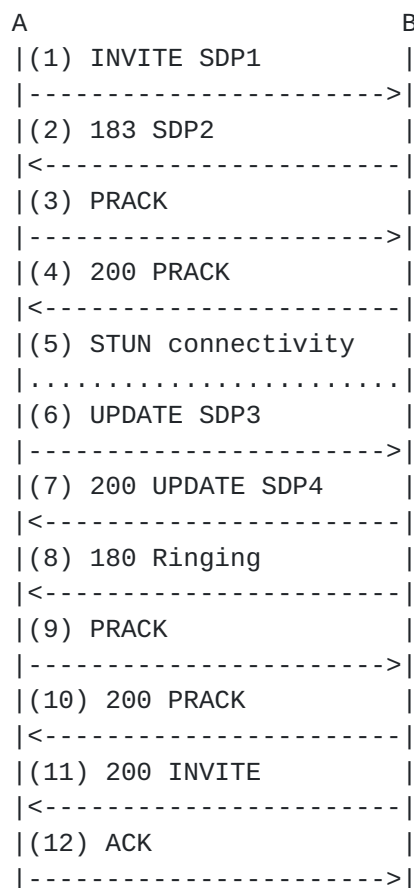 A B
|(1) INVITE SDP1 |
|----------------------->|
|(2) 183 SDP2 |
|<-----------------------|
|(3) PRACK |
|----------------------->|
|(4) 200 PRACK |
|<-----------------------|
|(5) STUN connectivity |
|........................|
|(6) UPDATE SDP3 |
|----------------------->|
|(7) 200 UPDATE SDP4 |
|<-----------------------|
|(8) 180 Ringing |
|<-----------------------|
|(9) PRACK |
|----------------------->|
|(10) 200 PRACK |
|<-----------------------|
|(11) 200 INVITE |
|<-----------------------|
|(12) ACK |
|----------------------->|